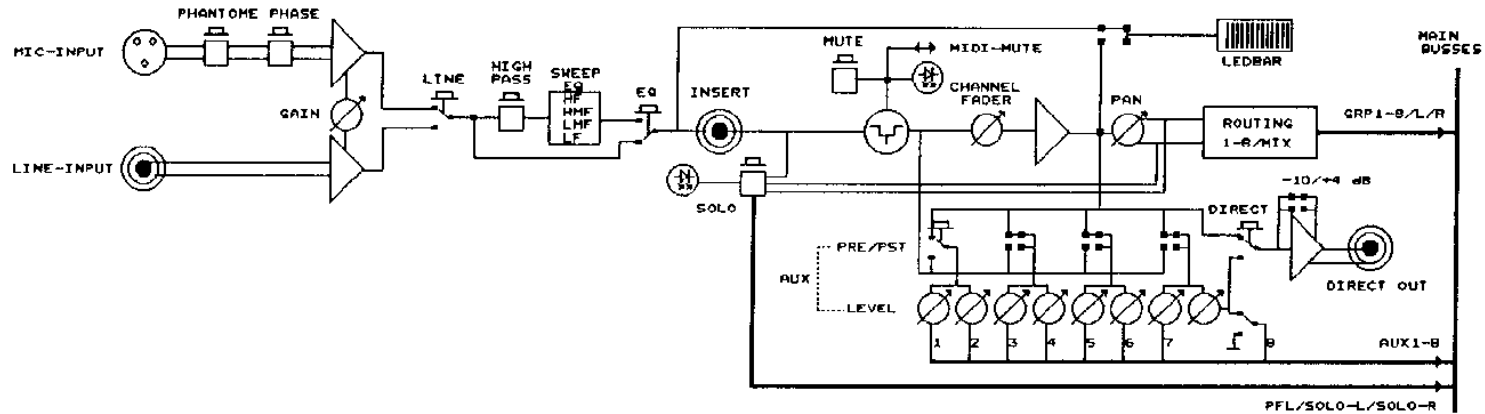 PHANTOME PHASE
MIC-INPUT
GAIN
LINE-INPUT
LINE
HIGH
PASS
SWEEP
EQ
HF
HMF
LMF
LF
EQ
INSERT
MUTE
MIDI-MUTE
LEDBAR
MAIN
BUSSES
CHANNEL
FADER
PAN
ROUTING
1-8/MIX
GRP1-8/L/R
SOLO
-10/+4 dB
DIRECT
DIRECT OUT
PRE/PST
AUX
LEVEL
1 2 3 4 5 6 7 8
AUX1-8
PFL/SOLO-L/SOLO-R